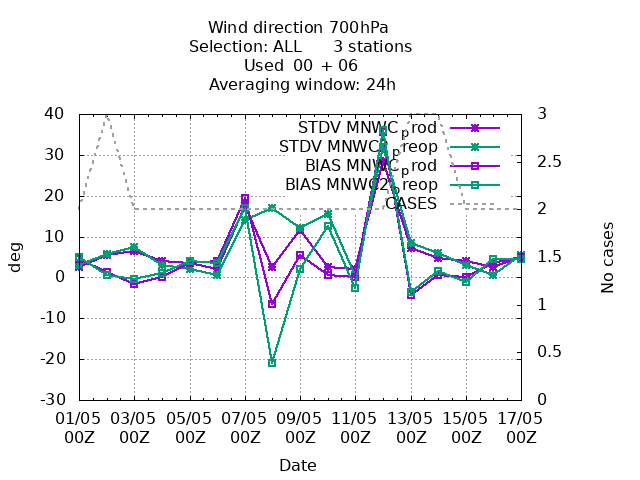 Wind direction 700hPa
Selection: ALL 3 stations
Used 00 + 06
Averaging window: 24h
40 30 20 10 0 -10 -20 -30
deg
3 2.5 2 1.5 1 0.5 0
No cases
STDV MNWC_prod
STDV MNWC2_preop
BIAS MNWC_prod
BIAS MNWC2_preop
CASES
01/05 03/05 05/05 07/05 09/05 11/05 13/05 15/05 17/05
00Z 00Z 00Z 00Z 00Z 00Z 00Z 00Z 00Z
Date